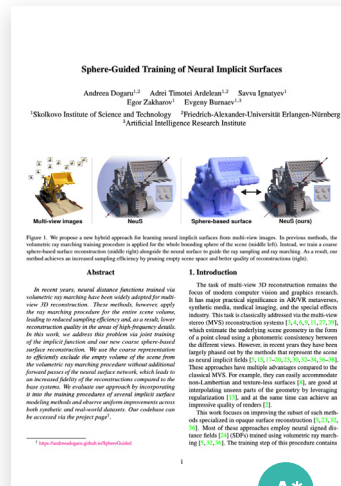 Sphere-Guided Training of Neural Implicit Surfaces
Andreea Dogaru1,2 Andrei Timotei Ardelean1,2 Savva Ignatyev1
Egor Zakharov1 Evgeny Burnaev1,3
1Skolkovo Institute of Science and Technology 2Friedrich-Alexander-Universität Erlangen-Nürnberg
3Artificial Intelligence Research Institute
Multi-view images NeuS Sphere-based surface NeuS (ours)
Figure 1. We propose a new hybrid approach for learning neural implicit surfaces from multi-view images. In previous methods, the
volumetric ray marching training procedure is applied for the whole bounding sphere of the scene (middle left). Instead, we train a coarse
sphere-based surface reconstruction (middle right) alongside the neural surface to guide the ray sampling and ray marching. As a result, our
method achieves an increased sampling efficiency by pruning empty scene space and better quality of reconstructions (right).
Abstract
In recent years, neural distance functions trained via
volumetric ray marching have been widely adopted for multi-
view 3D reconstruction. These methods, however, apply
the ray marching procedure for the entire scene volume,
leading to reduced sampling efficiency and, as a result, lower
reconstruction quality in the areas of high-frequency details.
In this work, we address this problem via joint training
of the implicit function and our new coarse sphere-based
surface reconstruction. We use the coarse representation
to efficiently exclude the empty volume of the scene from
the volumetric ray marching procedure without additional
forward passes of the neural surface network, which leads to
an increased fidelity of the reconstructions compared to the
base systems. We evaluate our approach by incorporating
it into the training procedures of several implicit surface
modeling methods and observe uniform improvements across
both synthetic and real-world datasets. Our codebase can
be accessed via the project page1.
1 https://andreeadogaru.github.io/SphereGuided
1. Introduction
The task of multi-view 3D reconstruction remains the
focus of modern computer vision and graphics research.
It has major significance in AR/VR metaverses,
synthetic media, medical imaging, and the special effects
industry. This task is classically addressed via the multi-view
stereo (MVS) reconstruction systems [3, 4, 6, 9, 11, 27, 39],
which estimate the underlying scene geometry in the form
of a point cloud using a photometric consistency between
the different views. However, in recent years they have been
largely phased out by the methods that represent the scene
as neural implicit fields
These approaches have multiple advantages compared to the
classical MVS. For example, they can easily accommodate
non-Lambertian and texture-less surfaces [8], are good at
interpolating unseen parts of the geometry by leveraging
regularization [13], and at the same time can achieve an
impressive quality of renders [2].
This work focuses on improving the subset of such meth-
ods specialized in opaque surface reconstruction
Most of these approaches employ neural signed dis-
tance fields [24] (SDFs) trained using volumetric ray march-
ing [5, 32, 36]. The training step of this procedure contains
1
A*